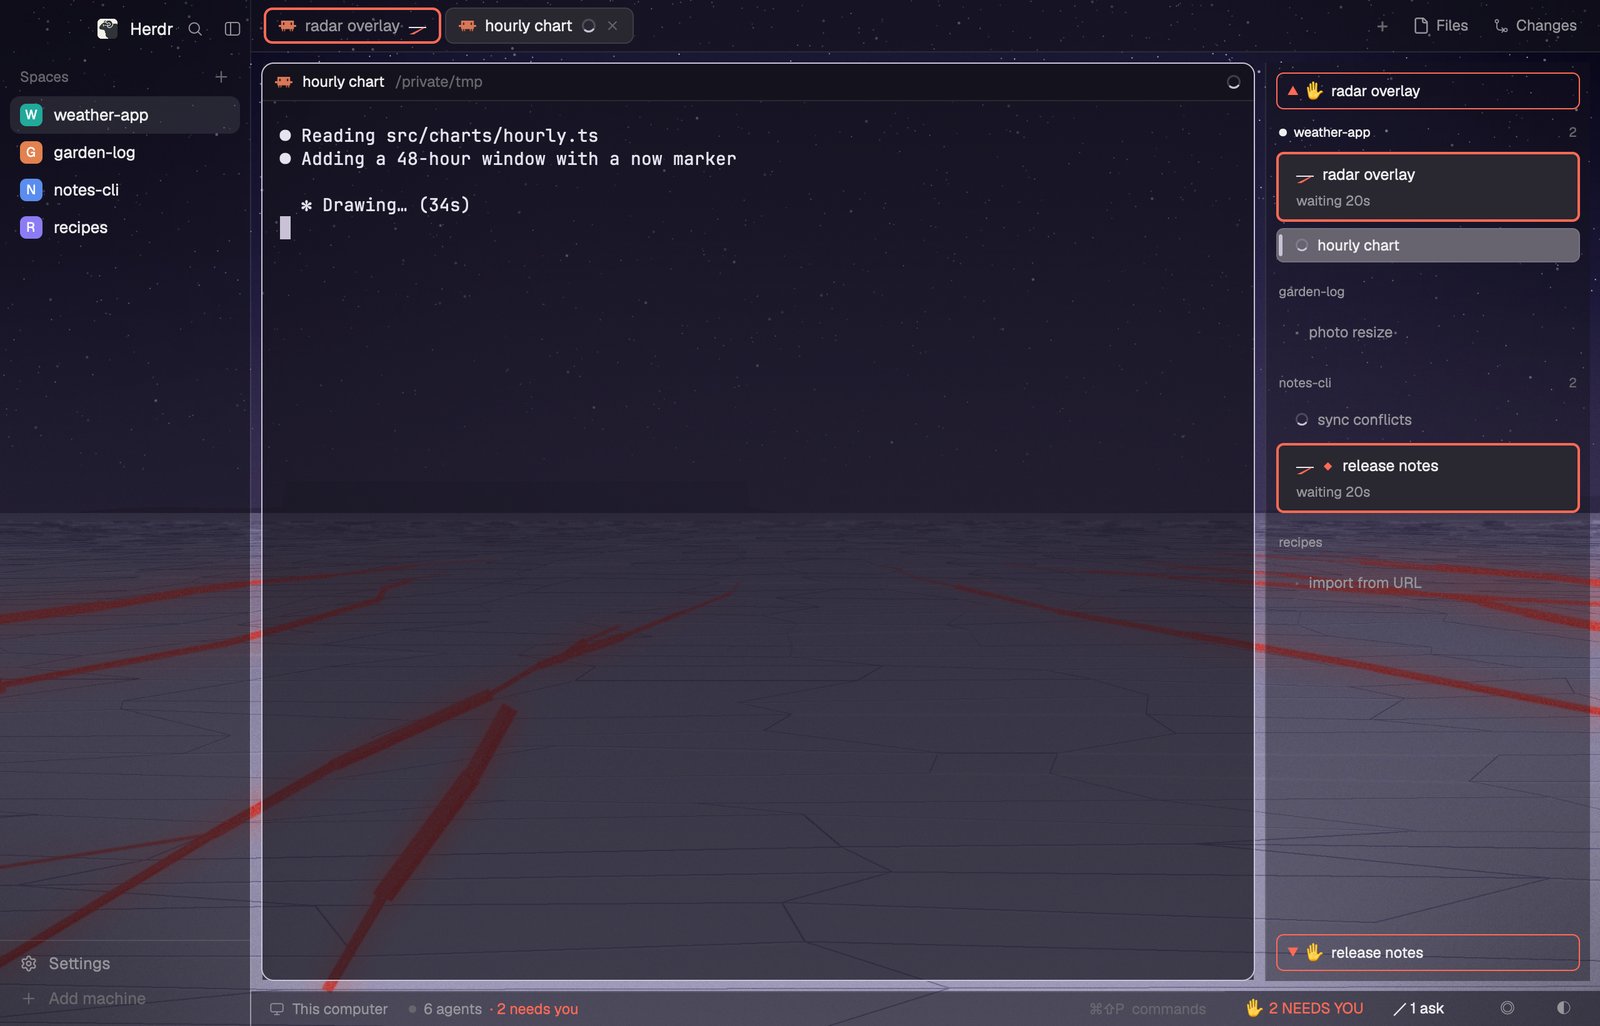 Herdr
radar overlay
hourly chart
Files
Changes
Spaces
W weather-app
G garden-log
N notes-cli
R recipes
hourly chart /private/tmp
Reading src/charts/hourly.ts
Adding a 48-hour window with a now marker
* Drawing… (34s)
radar overlay
weather-app 2
radar overlay
waiting 20s
hourly chart
garden-log
photo resize
notes-cli 2
sync conflicts
release notes
waiting 20s
recipes
import from URL
release notes
Settings
+ Add machine
This computer
6 agents · 2 needs you
⌘⇧P commands
2 NEEDS YOU
1 ask